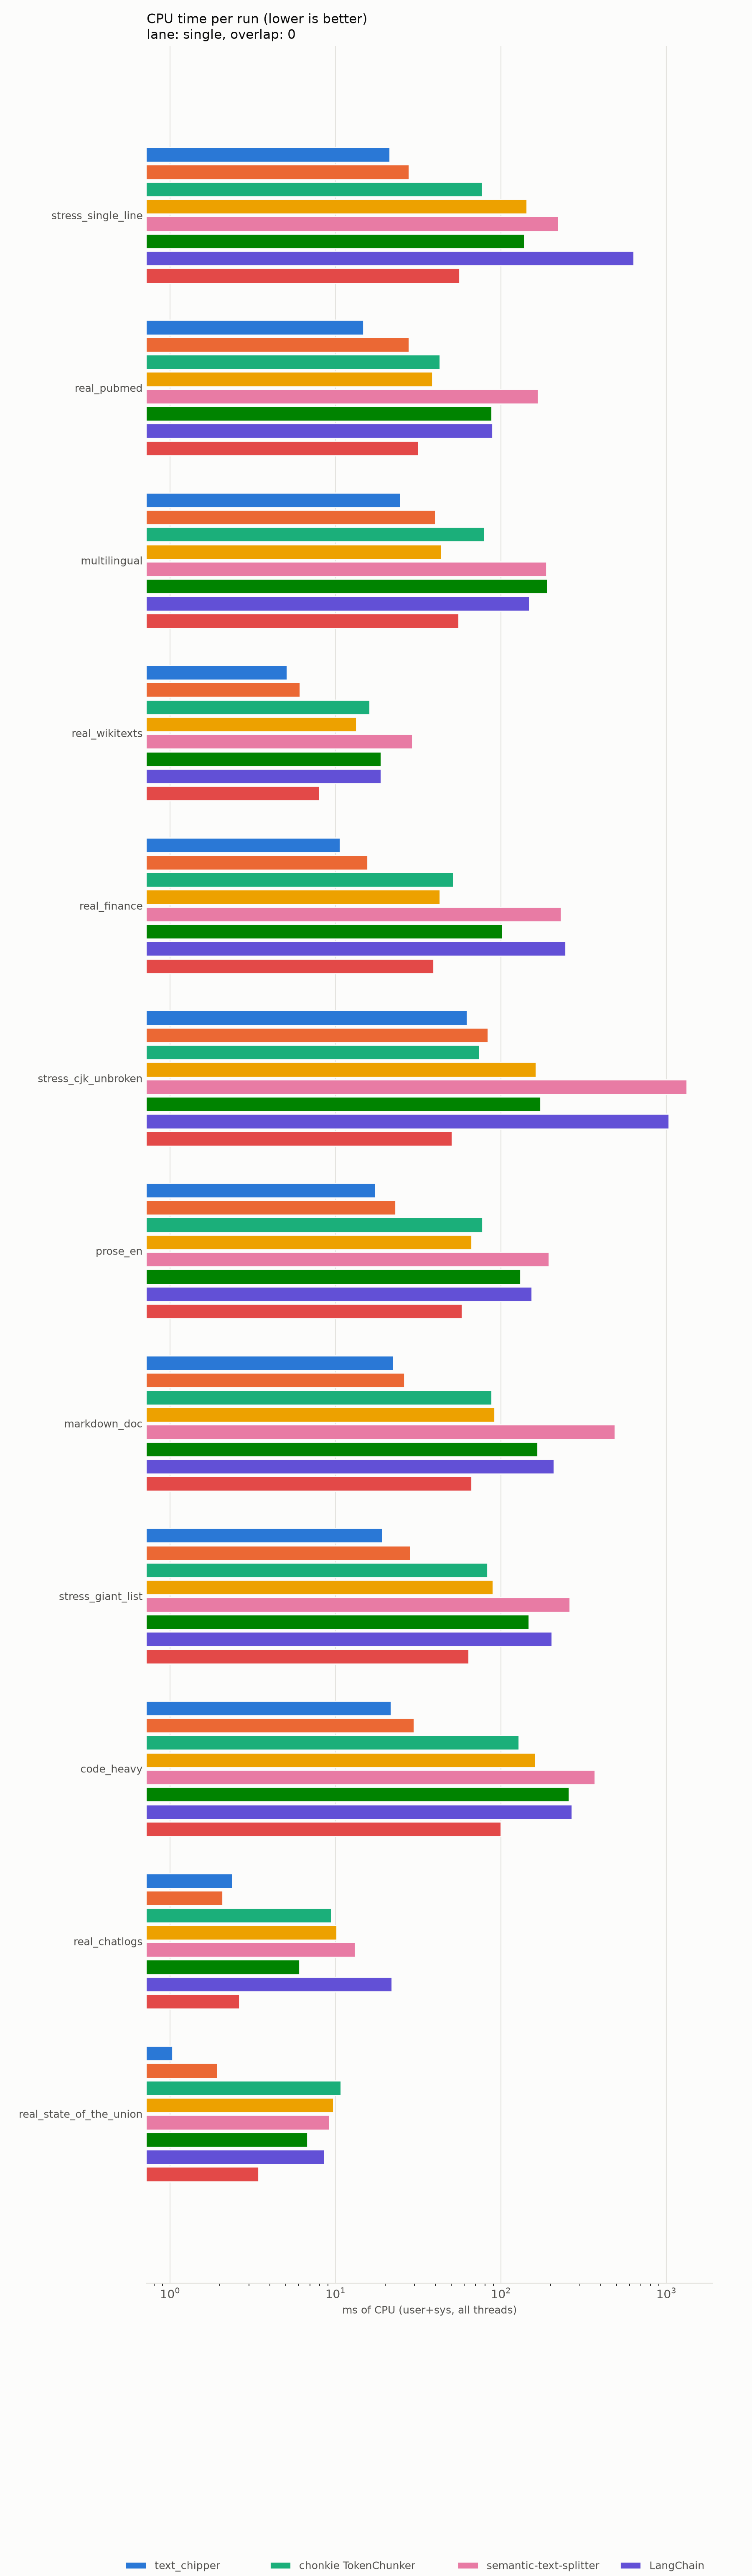 CPU time per run (lower is better)
lane: single, overlap: 0
stress_single_line
real_pubmed
multilingual
real_wikitexts
real_finance
stress_cjk_unbroken
prose_en
markdown_doc
stress_giant_list
code_heavy
real_chatlogs
real_state_of_the_union
10⁰ 10¹ 10² 10³
ms of CPU (user+sys, all threads)
text_chipper chonkie TokenChunker semantic-text-splitter LangChain